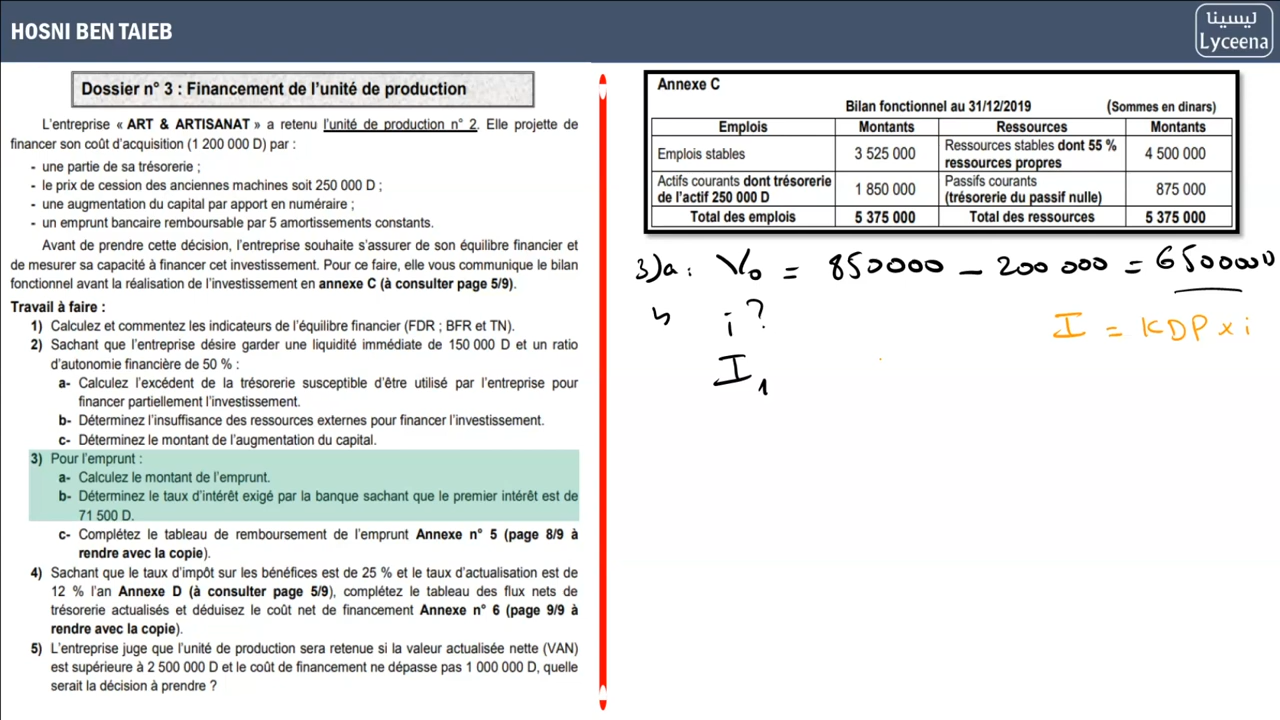 HOSNI BEN TAIEB
ليسينا
Lyceena
Dossier n° 3 : Financement de l'unité de production
L'entreprise « ART & ARTISANAT » a retenu l'unité de production n° 2. Elle projette de
financer son coût d'acquisition (1 200 000 D) par :
- une partie de sa trésorerie ;
- le prix de cession des anciennes machines soit 250 000 D ;
- une augmentation du capital par apport en numéraire ;
- un emprunt bancaire remboursable par 5 amortissements constants.
Avant de prendre cette décision, l'entreprise souhaite s'assurer de son équilibre financier et
de mesurer sa capacité à financer cet investissement. Pour ce faire, elle vous communique le bilan
fonctionnel avant la réalisation de l'investissement en annexe C (à consulter page 5/9).
Travail à faire :
1) Calculez et commentez les indicateurs de l'équilibre financier (FDR ; BFR et TN).
2) Sachant que l'entreprise désire garder une liquidité immédiate de 150 000 D et un ratio
d'autonomie financière de 50 % :
a- Calculez l'excédent de la trésorerie susceptible d'être utilisé par l'entreprise pour
financer partiellement l'investissement.
b- Déterminez l'insuffisance des ressources externes pour financer l'investissement.
c- Déterminez le montant de l'augmentation du capital.
3) Pour l'emprunt :
a- Calculez le montant de l'emprunt.
b- Déterminez le taux d'intérêt exigé par la banque sachant que le premier intérêt est de
71 500 D.
c- Complétez le tableau de remboursement de l'emprunt Annexe n° 5 (page 8/9 à
rendre avec la copie).
4) Sachant que le taux d'impôt sur les bénéfices est de 25 % et le taux d'actualisation est de
12 % l'an Annexe D (à consulter page 5/9), complétez le tableau des flux nets de
trésorerie actualisés et déduisez le coût net de financement Annexe n° 6 (page 9/9 à
rendre avec la copie).
5) L'entreprise juge que l'unité de production sera retenue si la valeur actualisée nette (VAN)
est supérieure à 2 500 000 D et le coût de financement ne dépasse pas 1 000 000 D, quelle
serait la décision à prendre ?
Annexe C
Bilan fonctionnel au 31/12/2019 (Sommes en dinars)
Emplois Montants Ressources Montants
Emplois stables 3 525 000 Ressources stables dont 55 % ressources propres 4 500 000
Actifs courants dont trésorerie de l'actif 250 000 D 1 850 000 Passifs courants (trésorerie du passif nulle) 875 000
Total des emplois 5 375 000 Total des ressources 5 375 000
3)a : V0 = 850000 - 200 000 = 650000
b i ?
I = KDP x i
I1